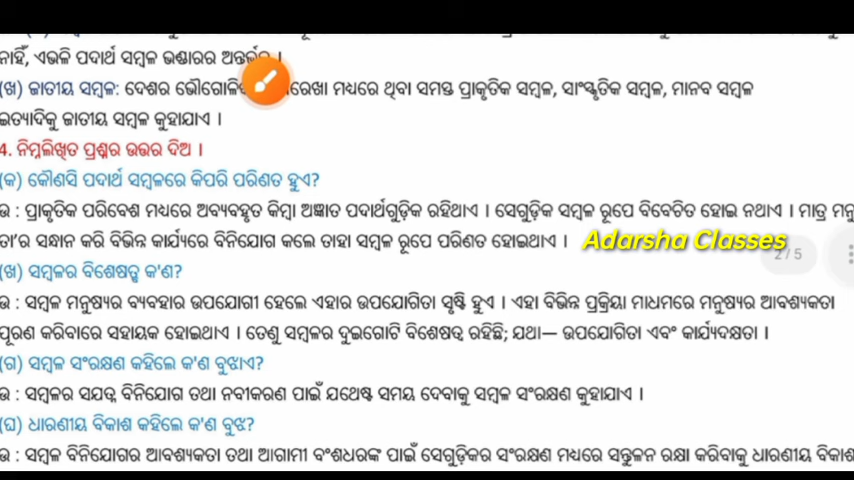 ନାହିଁ, ଏଭଳି ପଦାର୍ଥ ସମ୍ବଳ ଭଣ୍ଡାରର ଅନ୍ତର୍ଭୁକ୍ତ ।
(ଖ) ଜାତୀୟ ସମ୍ବଳ: ଦେଶର ଭୌଗୋଳିକ ମଧ୍ୟରେ ଥିବା ସମସ୍ତ ପ୍ରାକୃତିକ ସମ୍ବଳ, ସାଂସ୍କୃତିକ ସମ୍ବଳ, ମାନବ ସମ୍ବଳ
ଇତ୍ୟାଦିକୁ ଜାତୀୟ ସମ୍ବଳ କୁହାଯାଏ ।
4. ନିମ୍ନଲିଖିତ ପ୍ରଶ୍ନର ଉତ୍ତର ଦିଅ ।
(କ) କୌଣସି ପଦାର୍ଥ ସମ୍ବଳରେ କିପରି ପରିଣତ ହୁଏ?
ଉ : ପ୍ରାକୃତିକ ପରିବେଶ ମଧ୍ୟରେ ଅବ୍ୟବହୃତ କିମ୍ବା ଅଜ୍ଞାତ ପଦାର୍ଥଗୁଡ଼ିକ ରହିଥାଏ । ସେଗୁଡ଼ିକ ସମ୍ବଳ ରୂପେ ବିବେଚିତ ହୋଇ ନଥାଏ । ମାତ୍ର
ତା'ର ସନ୍ଧାନ କରି ବିଭିନ୍ନ କାର୍ଯ୍ୟରେ ବିନିଯୋଗ କଲେ ତାହା ସମ୍ବଳ ରୂପେ ପରିଣତ ହୋଇଥାଏ । Adarsha Classes
2 / 5
(ଖ) ସମ୍ବଳର ବିଶେଷତ୍ୱ କ'ଣ?
ଉ : ସମ୍ବଳ ମନୁଷ୍ୟର ବ୍ୟବହାର ଉପଯୋଗୀ ହେଲେ ଏହାର ଉପଯୋଗିତା ସୃଷ୍ଟି ହୁଏ । ଏହା ବିଭିନ୍ନ ପ୍ରକ୍ରିୟା ମାଧ୍ୟମରେ ମନୁଷ୍ୟର ଆବଶ୍ୟକତା
ପୂରଣ କରିବାରେ ସହାୟକ ହୋଇଥାଏ । ତେଣୁ ସମ୍ବଳର ଦୁଇଗୋଟି ବିଶେଷତ୍ୱ ରହିଛି; ଯଥା— ଉପଯୋଗିତା ଏବଂ କାର୍ଯ୍ୟଦକ୍ଷତା ।
(ଗ) ସମ୍ବଳ ସଂରକ୍ଷଣ କହିଲେ କ'ଣ ବୁଝାଏ?
ଉ : ସମ୍ବଳର ସଯତ୍ନ ବିନିଯୋଗ ତଥା ନବୀକରଣ ପାଇଁ ଯଥେଷ୍ଟ ସମୟ ଦେବାକୁ ସମ୍ବଳ ସଂରକ୍ଷଣ କୁହାଯାଏ ।
(ଘ) ଧାରଣୀୟ ବିକାଶ କହିଲେ କ'ଣ ବୁଝ?
ଉ : ସମ୍ବଳ ବିନିଯୋଗର ଆବଶ୍ୟକତା ତଥା ଆଗାମୀ ବଂଶଧରଙ୍କ ପାଇଁ ସେଗୁଡ଼ିକର ସଂରକ୍ଷଣ ମଧ୍ୟରେ ସନ୍ତୁଳନ ରକ୍ଷା କରିବାକୁ ଧାରଣୀୟ ବିକାଶ